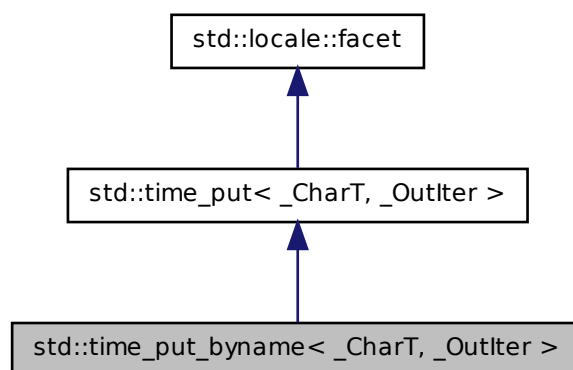 std::locale::facet
std::time_put< _CharT, _OutIter >
std::time_put_byname< _CharT, _OutIter >